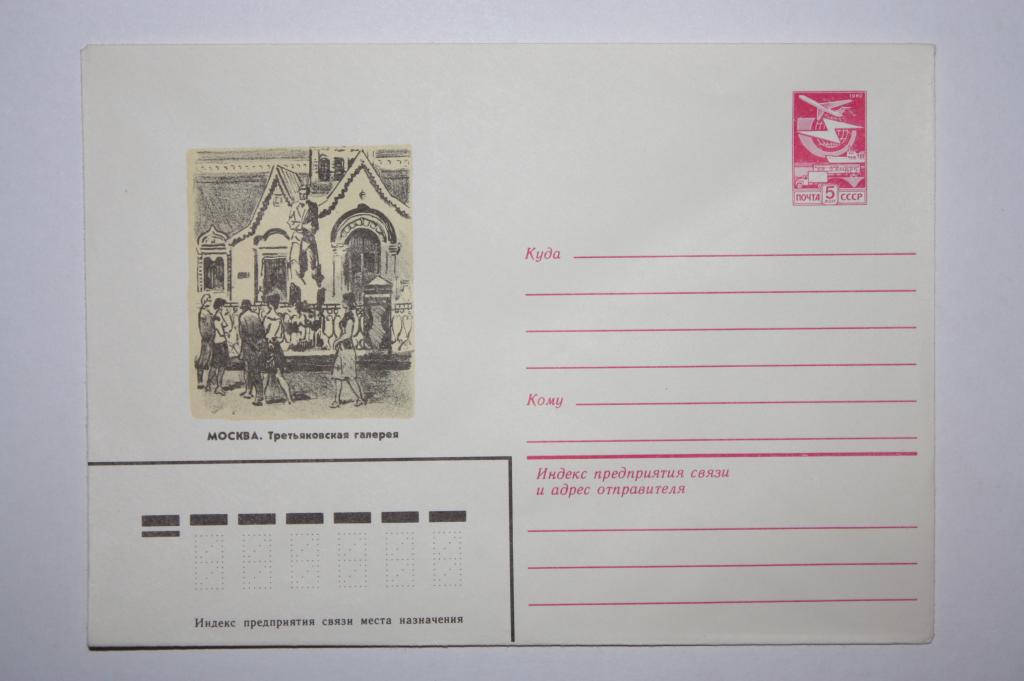 1982
ПОЧТА 5 КОП СССР
МОСКВА. Третьяковская галерея
Куда
Кому
Индекс предприятия связи
и адрес отправителя
Индекс предприятия связи места назначения